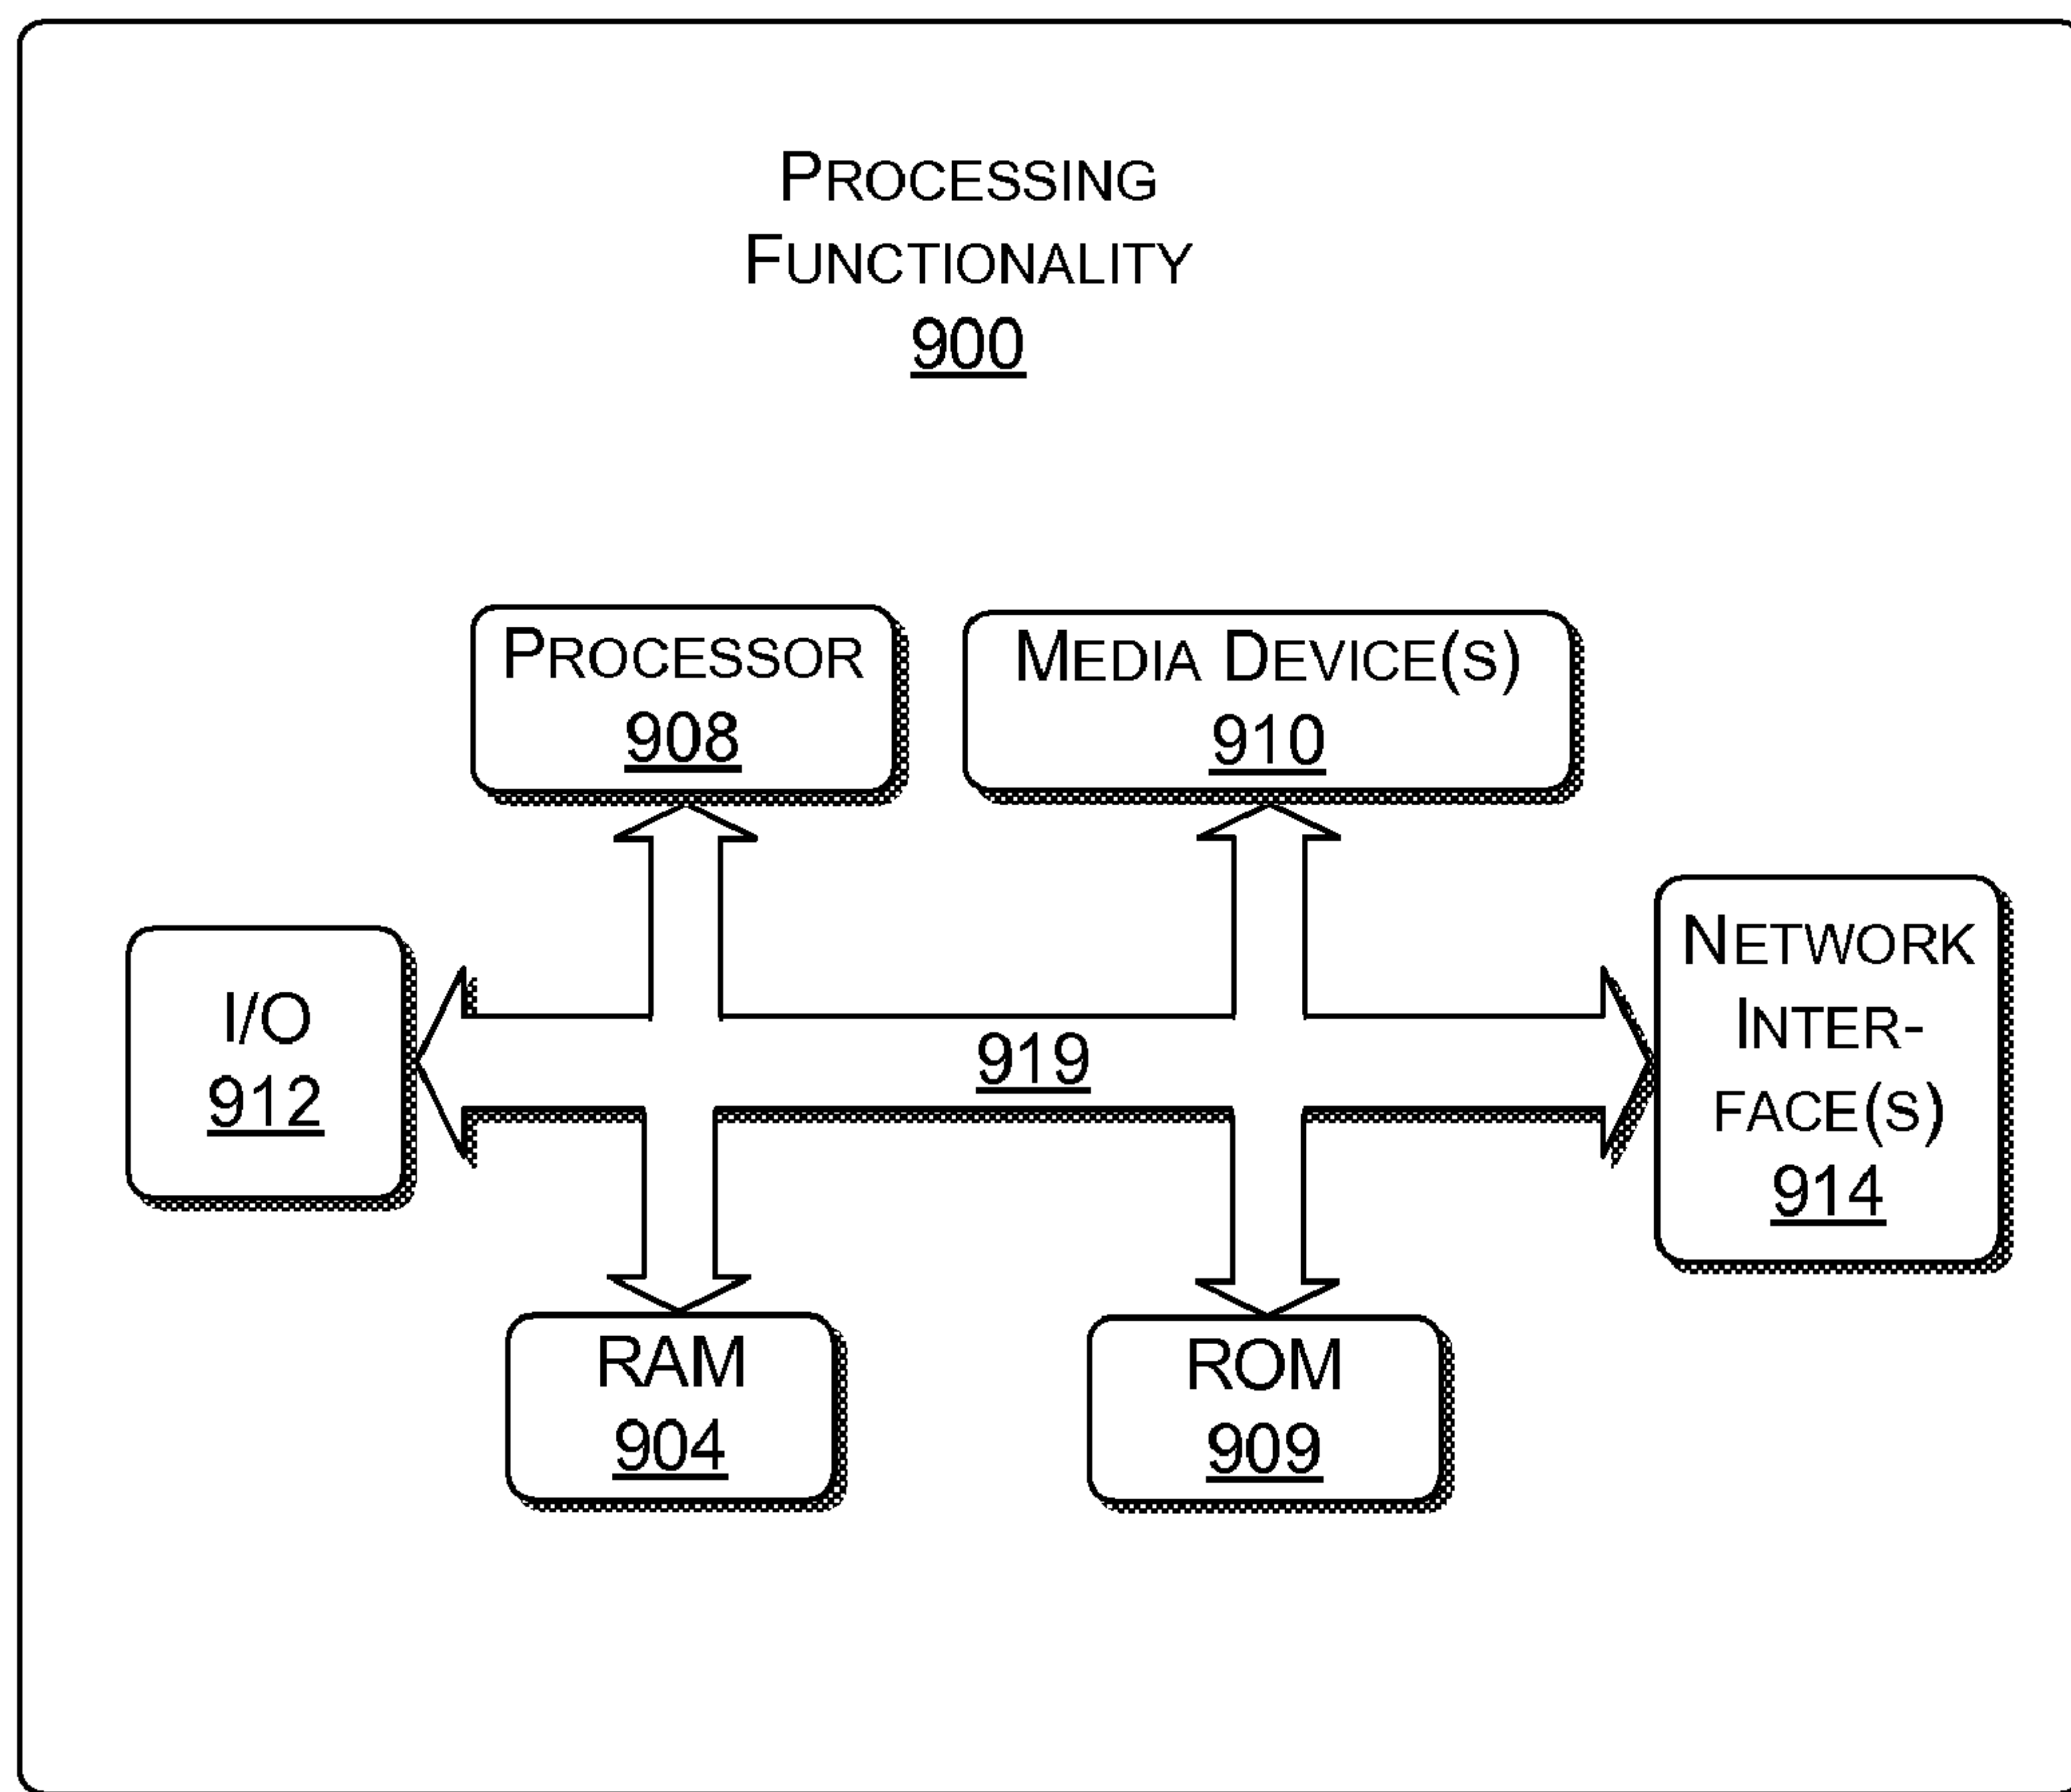 PROCESSING
FUNCTIONALITY
900
PROCESSOR
908
MEDIA DEVICE(S)
910
I/O
912
919
NETWORK
INTER-
FACE(S)
914
RAM
904
ROM
909